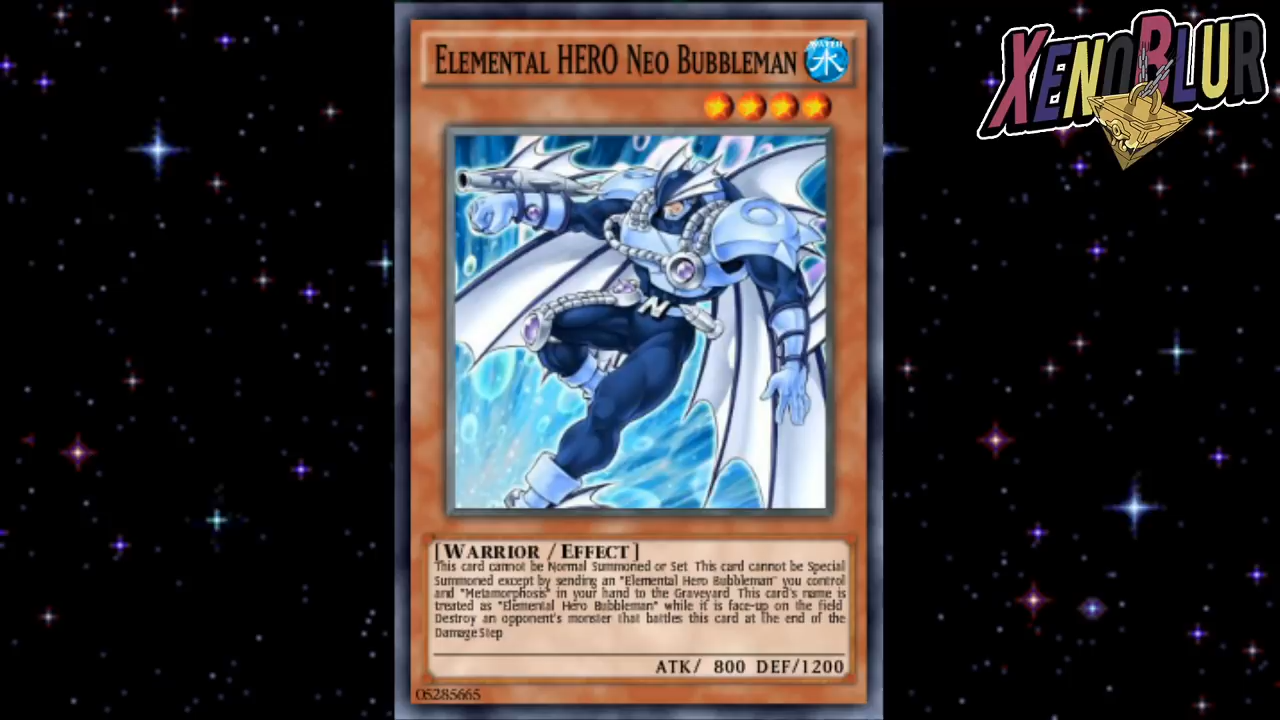 XENOBLUR
ELEMENTAL HERO NEO BUBBLEMAN
WATER
水
N
[WARRIOR / EFFECT]
This card cannot be Normal Summoned or Set. This card cannot be Special
Summoned except by sending an "Elemental Hero Bubbleman" you control
and "Metamorphosis" in your hand to the Graveyard. This card's name is
treated as "Elemental Hero Bubbleman" while it is face-up on the field.
Destroy an opponent's monster that battles this card at the end of the
Damage Step
ATK/ 800 DEF/1200
05285665